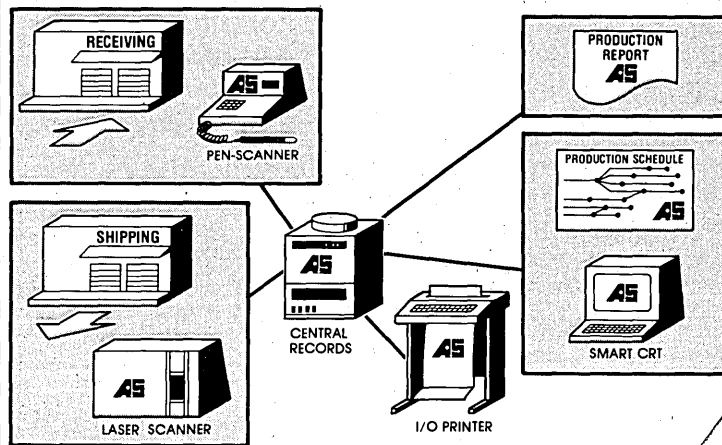 RECEIVING
AS
PEN-SCANNER
SHIPPING
AS
LASER SCANNER
AS
CENTRAL
RECORDS
AS
I/O PRINTER
PRODUCTION
REPORT
AS
PRODUCTION SCHEDULE
AS
AS
SMART CRT